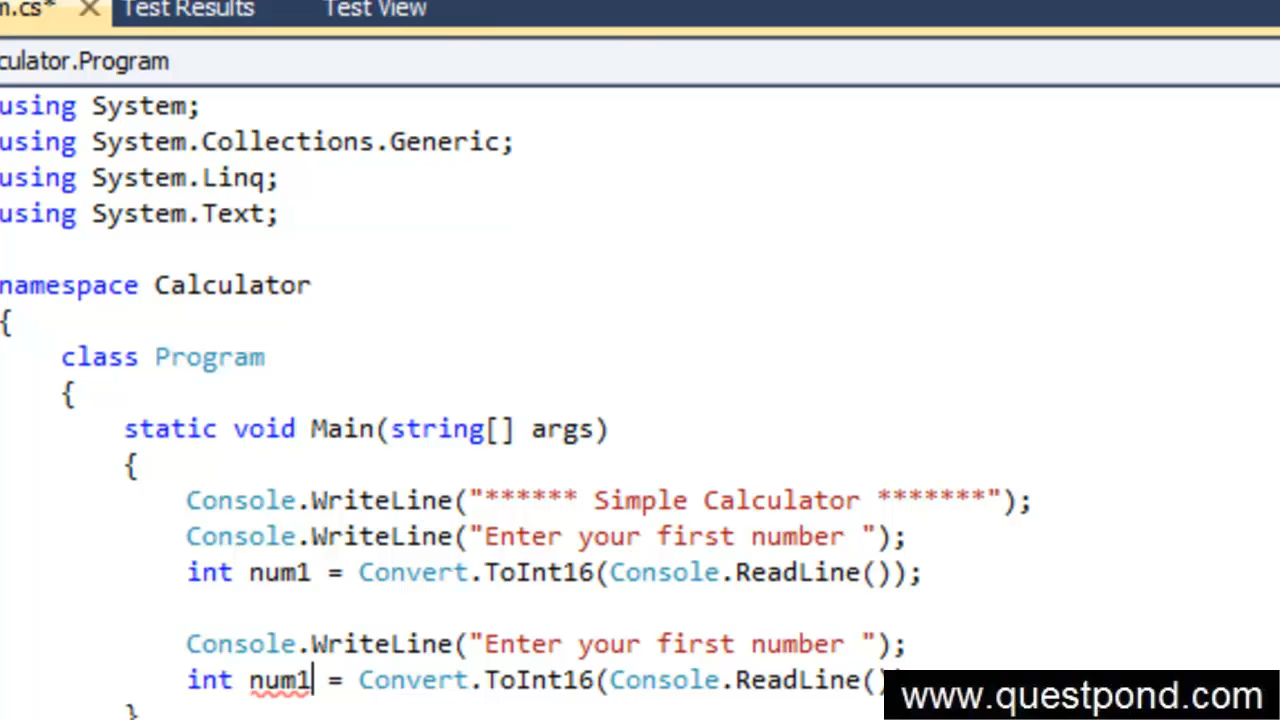 m.cs* Test Results Test View
culator.Program
using System;
using System.Collections.Generic;
using System.Linq;
using System.Text;
namespace Calculator
{
class Program
{
static void Main(string[] args)
{
Console.WriteLine("****** Simple Calculator *******");
Console.WriteLine("Enter your first number ");
int num1 = Convert.ToInt16(Console.ReadLine());
Console.WriteLine("Enter your first number ");
int num1 = Convert.ToInt16(Console.ReadLine()
}
www.questpond.com